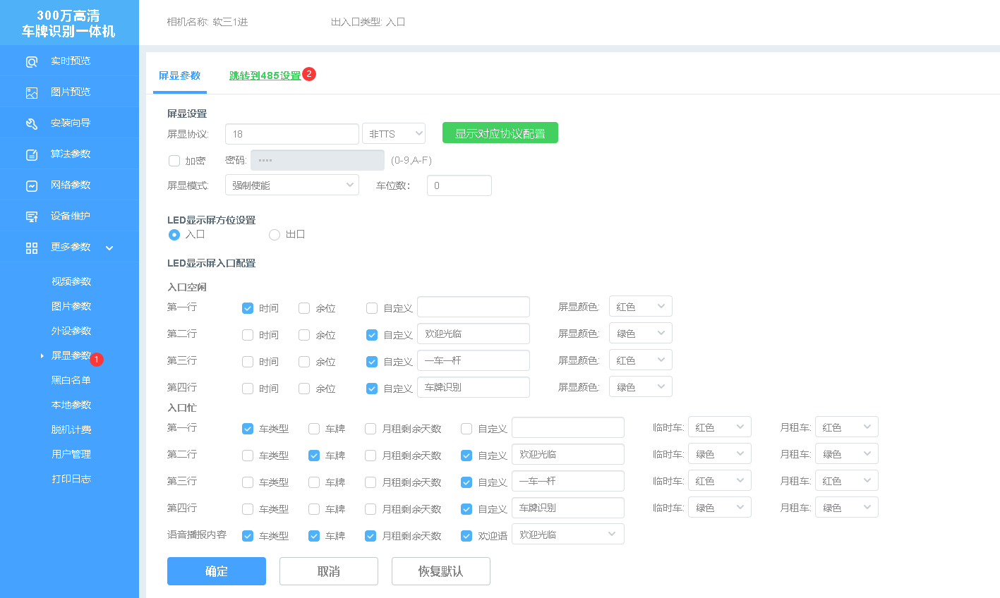 300万高清
车牌识别一体机
相机名称: 软三1进 出入口类型: 入口
实时预览
图片预览
安装向导
算法参数
网络参数
设备维护
更多参数
视频参数
图片参数
外设参数
屏显参数 1
黑白名单
本地参数
脱机计费
用户管理
打印日志
屏显参数 跳转到485设置 2
屏显设置
屏显协议: 18 非TTS 显示对应协议配置
加密 密码: •••• (0-9,A-F)
屏显模式: 强制使能 车位数: 0
LED显示屏方位设置
入口 出口
LED显示屏入口配置
入口空闲
第一行 时间 余位 自定义 屏显颜色: 红色
第二行 时间 余位 自定义 欢迎光临 屏显颜色: 绿色
第三行 时间 余位 自定义 一车一杆 屏显颜色: 红色
第四行 时间 余位 自定义 车牌识别 屏显颜色: 绿色
入口忙
第一行 车类型 车牌 月租剩余天数 自定义 临时车: 红色 月租车: 红色
第二行 车类型 车牌 月租剩余天数 自定义 欢迎光临 临时车: 绿色 月租车: 绿色
第三行 车类型 车牌 月租剩余天数 自定义 一车一杆 临时车: 红色 月租车: 红色
第四行 车类型 车牌 月租剩余天数 自定义 车牌识别 临时车: 绿色 月租车: 绿色
语音播报内容 车类型 车牌 月租剩余天数 欢迎语 欢迎光临
确定 取消 恢复默认